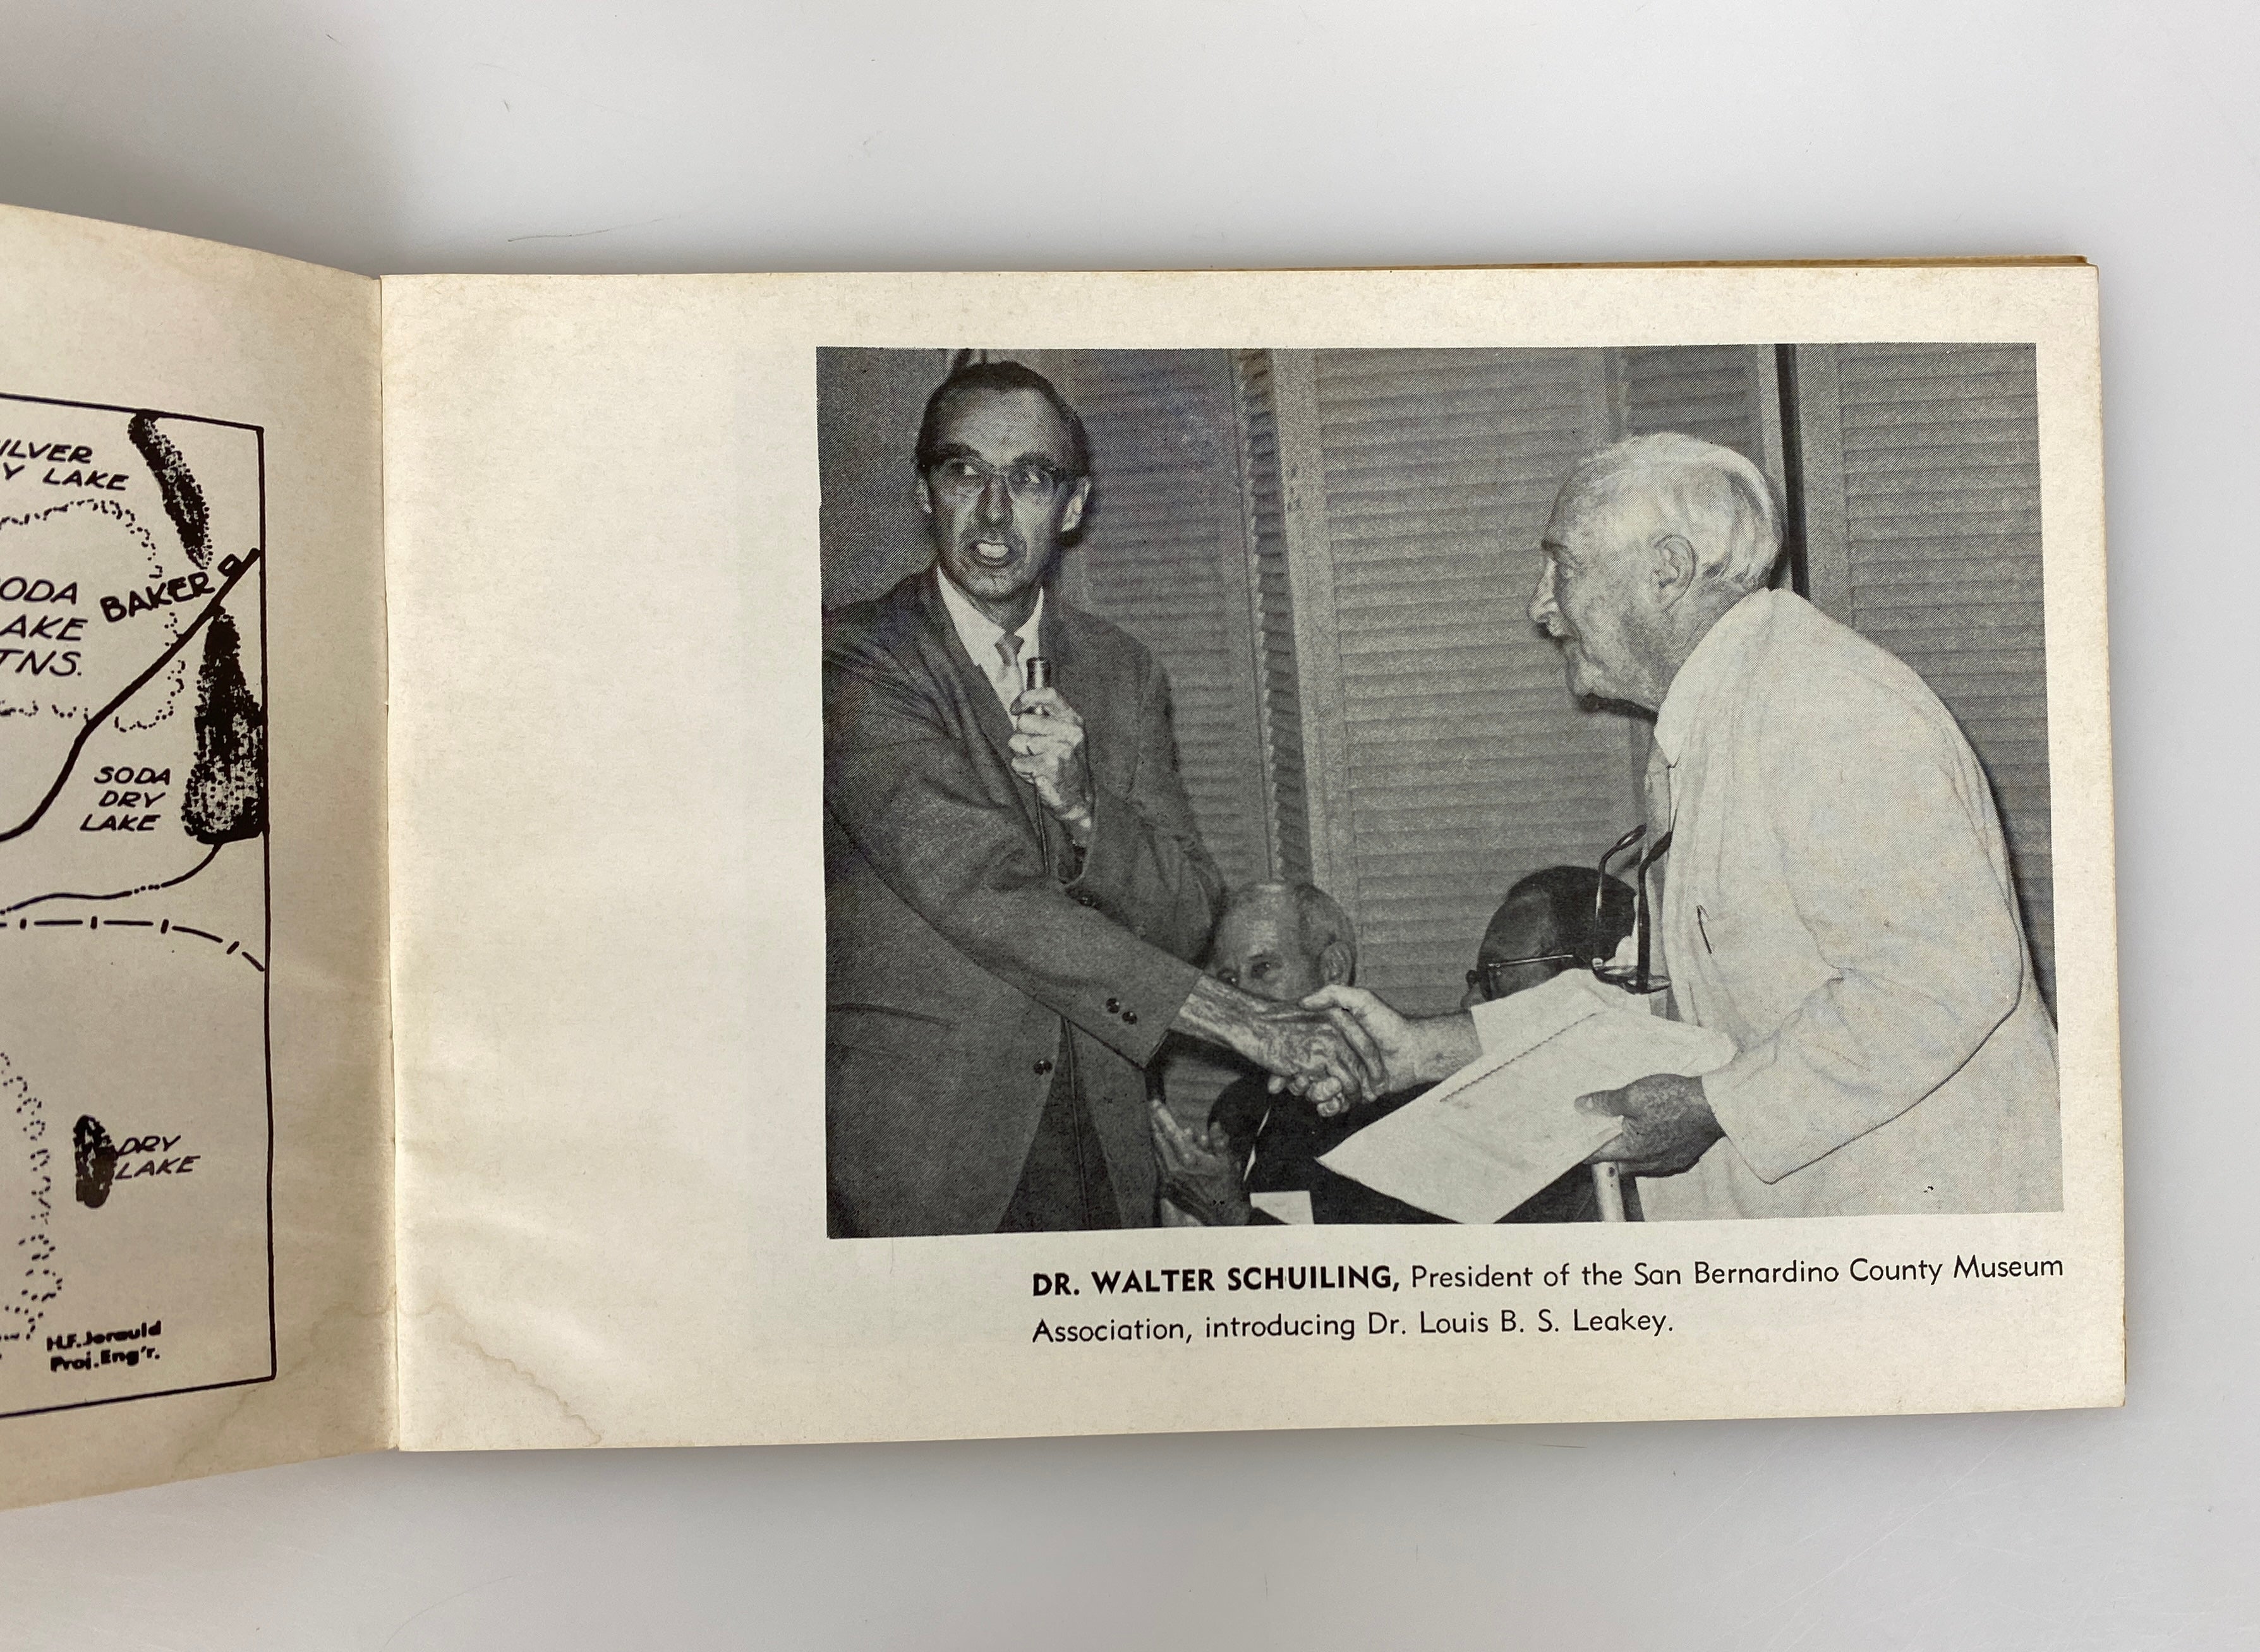 ILVER
Y LAKE
ODA
AKE
TNS.
BAKER
SODA
DRY
LAKE
DRY
LAKE
H.F. Jerauld
Proj. Eng'r.
DR. WALTER SCHUILING, President of the San Bernardino County Museum
Association, introducing Dr. Louis B. S. Leakey.